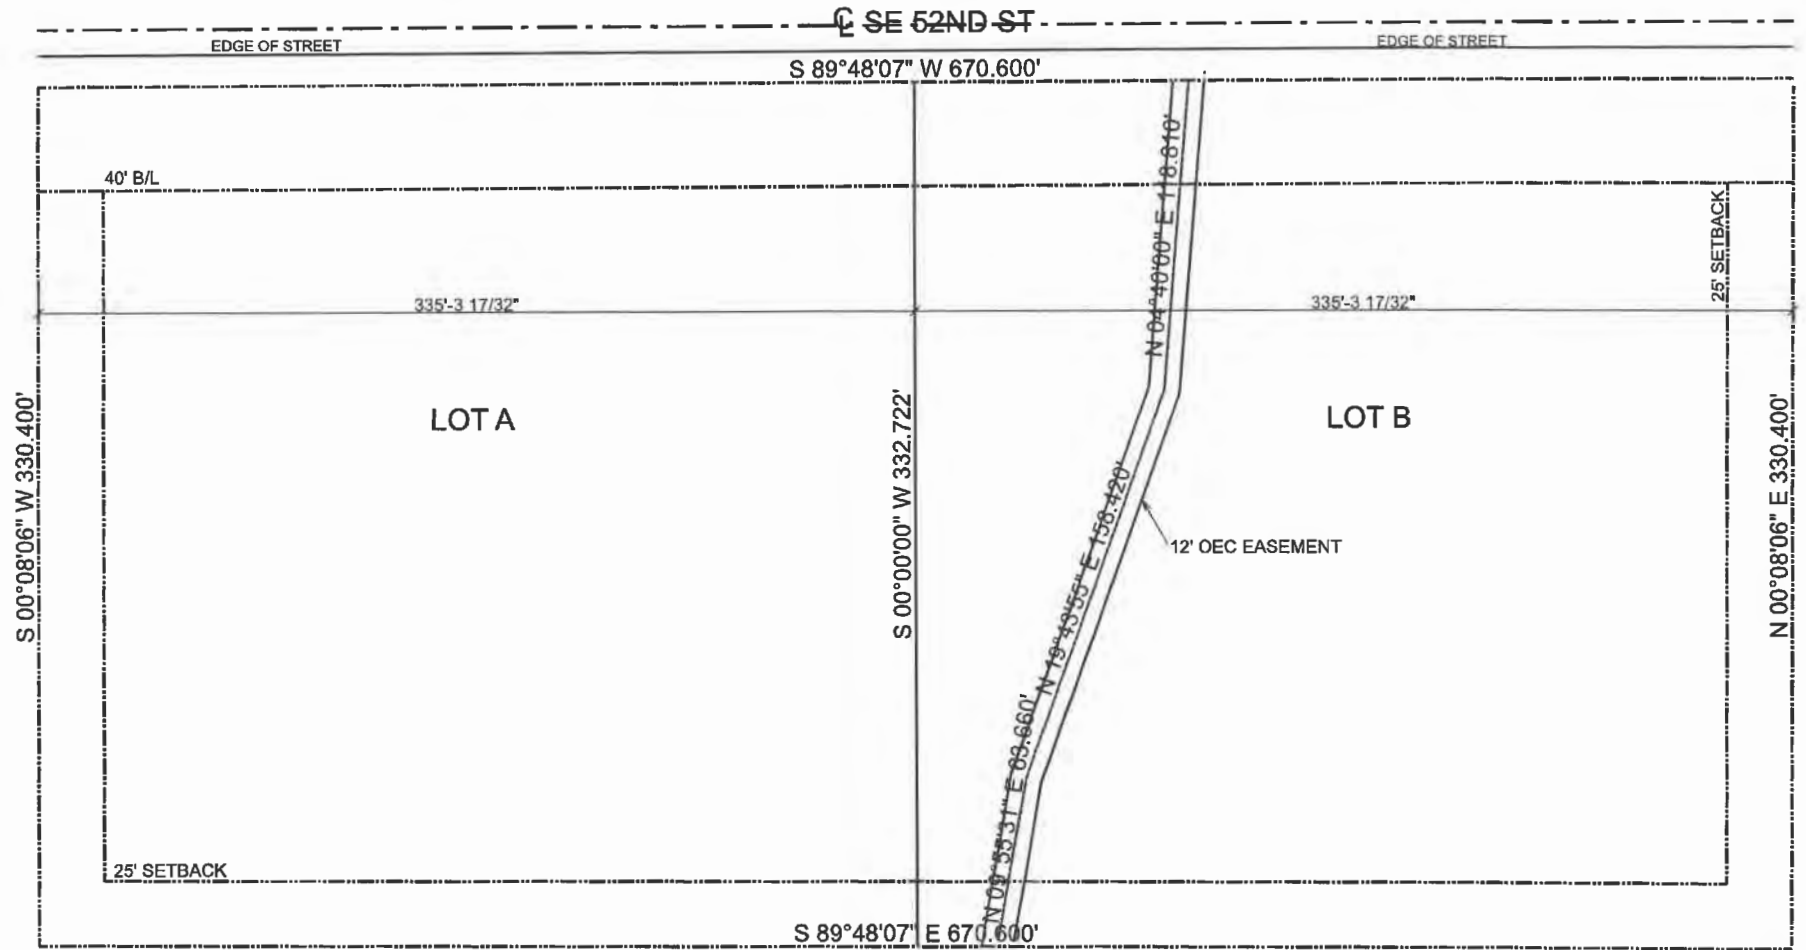 ℄ SE 52ND ST
EDGE OF STREET
EDGE OF STREET
S 89°48'07" W 670.600'
40' B/L
25' SETBACK
N 04°40'00" E 118.810'
335'-3 17/32"
335'-3 17/32"
LOT A
LOT B
S 00°08'06" W 330.400'
S 00°00'00" W 332.722'
N 00°08'06" E 330.400'
N 19°43'55" E 158.420'
12' OEC EASEMENT
N 09°55'31" E 63.660'
25' SETBACK
S 89°48'07" E 670.600'